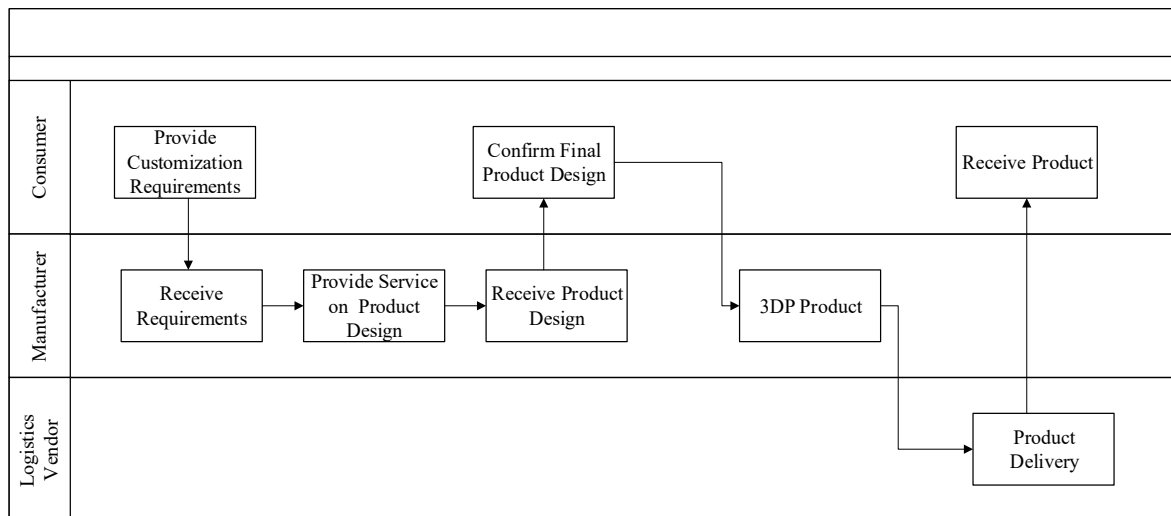 Consumer
Provide
Customization
Requirements
Confirm Final
Product Design
Receive Product
Manufacturer
Receive
Requirements
Provide Service
on Product
Design
Receive Product
Design
3DP Product
Logistics
Vendor
Product
Delivery